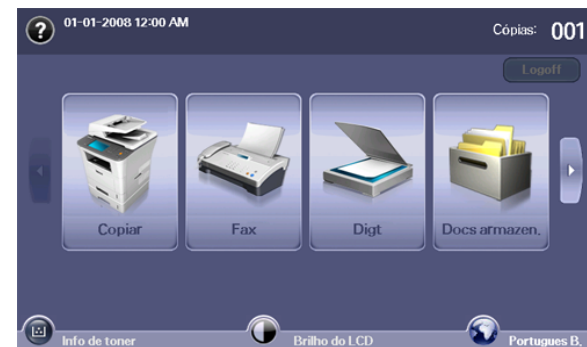 ?
01-01-2008 12:00 AM
Cópias: 001
Logoff
Copiar
Fax
Digt
Docs armazen.
Info de toner
Brilho do LCD
Portugues B.